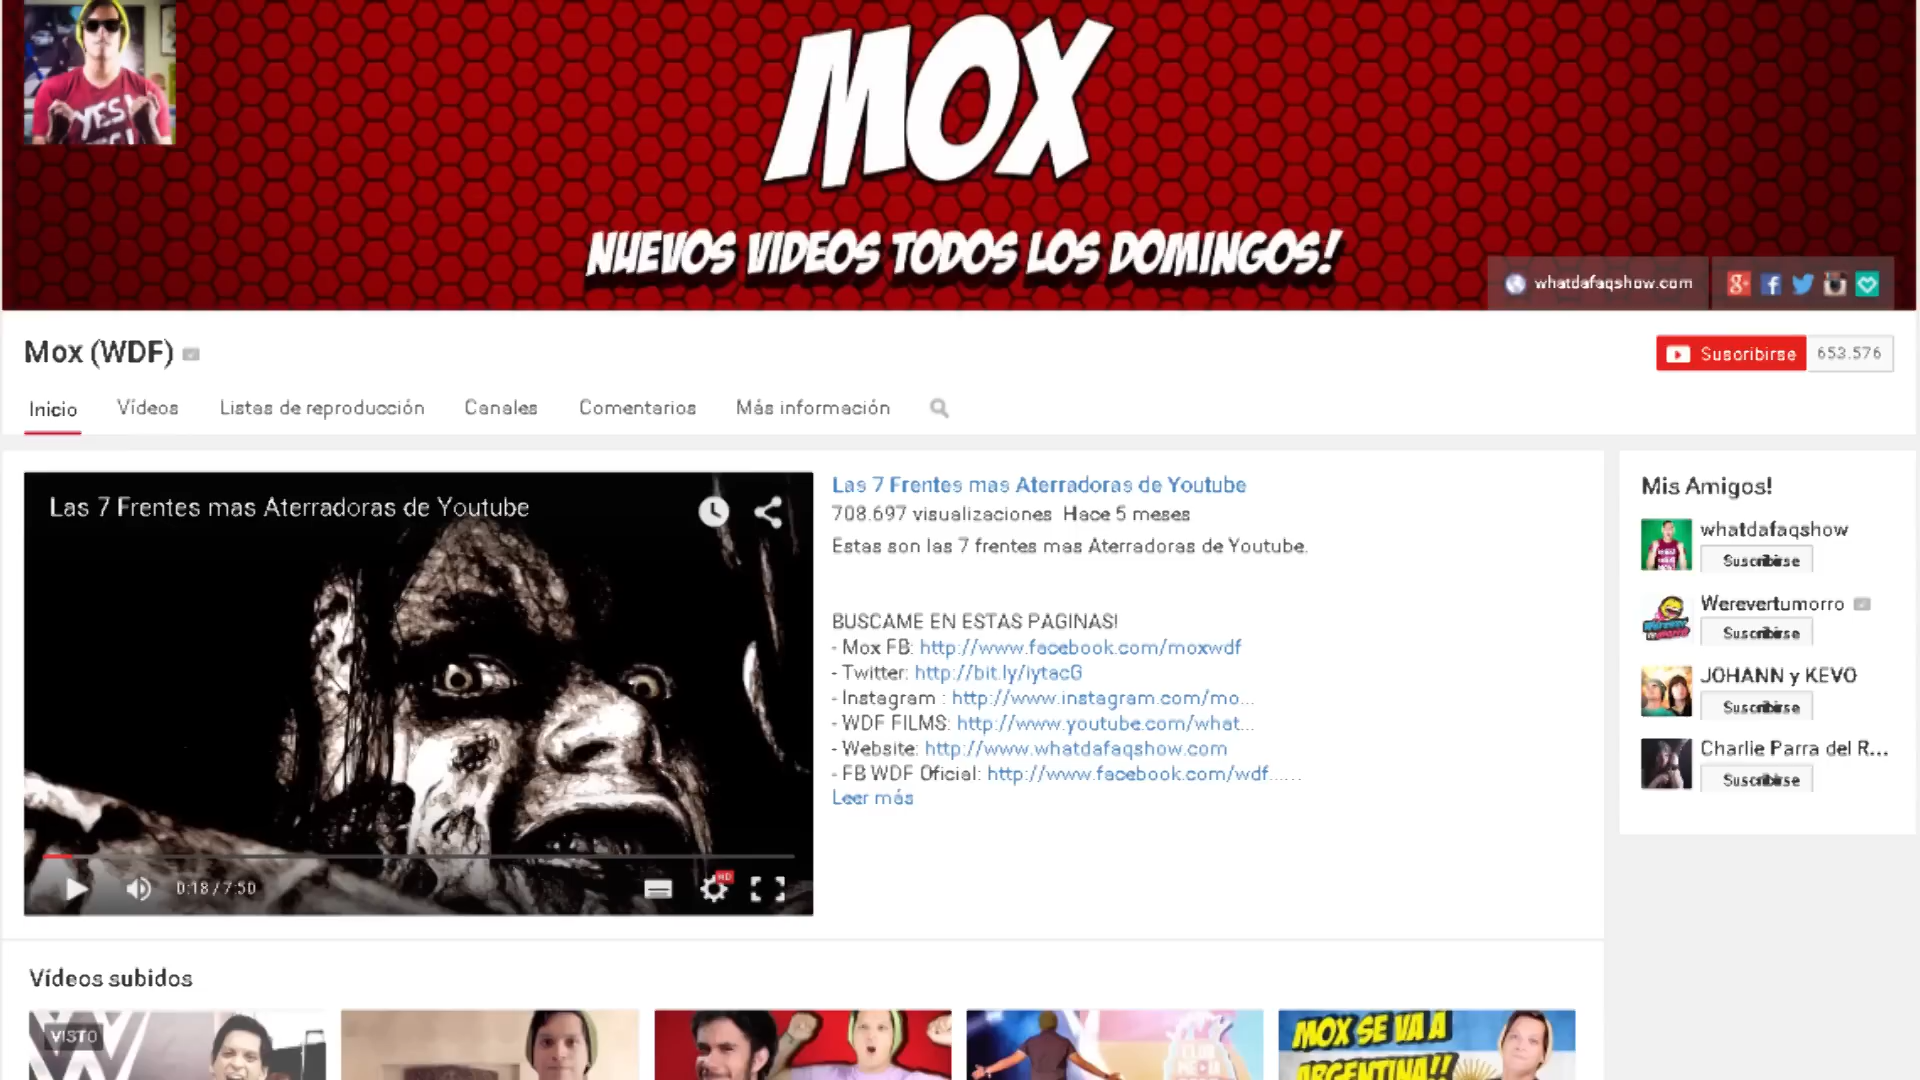 YES!
MOX
NUEVOS VIDEOS TODOS LOS DOMINGOS!
whatdafaqshow.com
Mox (WDF)
Suscribirse 653.576
Inicio Vídeos Listas de reproducción Canales Comentarios Más información
Las 7 Frentes mas Aterradoras de Youtube
0:18 / 7:50
HD
Las 7 Frentes mas Aterradoras de Youtube
708.697 visualizaciones Hace 5 meses
Estas son las 7 frentes mas Aterradoras de Youtube.
BUSCAME EN ESTAS PAGINAS!
- Mox FB: http://www.facebook.com/moxwdf
- Twitter: http://bit.ly/iytacG
- Instagram : http://www.instagram.com/mo...
- WDF FILMS: http://www.youtube.com/what...
- Website: http://www.whatdafaqshow.com
- FB WDF Oficial: http://www.facebook.com/wdf......
Leer más
Mis Amigos!
whatdafaqshow
Suscribirse
Werevertumorro
Suscribirse
JOHANN y KEVO
Suscribirse
Charlie Parra del R...
Suscribirse
Vídeos subidos
VISTO
MOX SE VA A
ARGENTINA!!